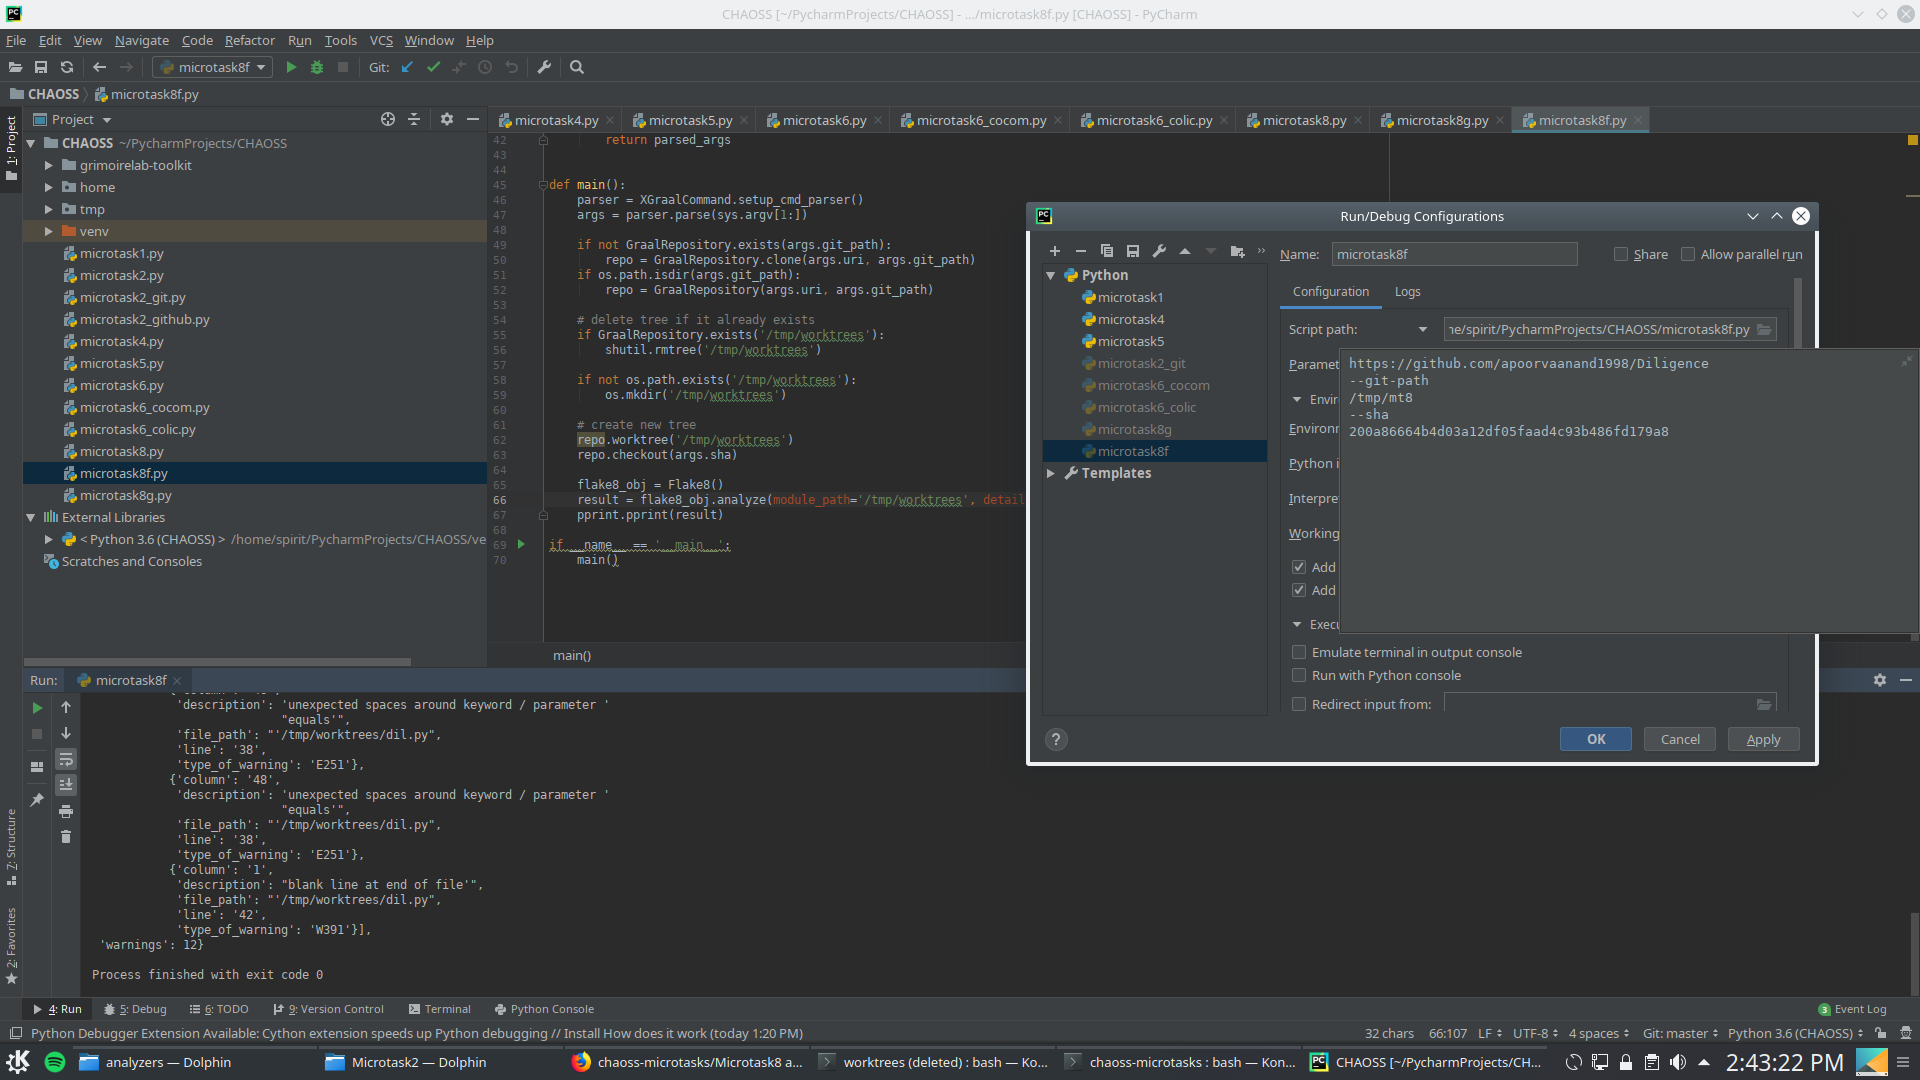 CHAOSS [~/PycharmProjects/CHAOSS] - .../microtask8f.py [CHAOSS] - PyCharm
File Edit View Navigate Code Refactor Run Tools VCS Window Help
microtask8f Git:
CHAOSS microtask8f.py
1: Project
Project
CHAOSS ~/PycharmProjects/CHAOSS
grimoirelab-toolkit
home
tmp
venv
microtask1.py
microtask2.py
microtask2_git.py
microtask2_github.py
microtask4.py
microtask5.py
microtask6.py
microtask6_cocom.py
microtask6_colic.py
microtask8.py
microtask8f.py
microtask8g.py
External Libraries
< Python 3.6 (CHAOSS) > /home/spirit/PycharmProjects/CHAOSS/ve
Scratches and Consoles
microtask4.py microtask5.py microtask6.py microtask6_cocom.py microtask6_colic.py microtask8.py microtask8g.py microtask8f.py
42 return parsed_args
43
44
45 def main():
46 parser = XGraalCommand.setup_cmd_parser()
47 args = parser.parse(sys.argv[1:])
48
49 if not GraalRepository.exists(args.git_path):
50 repo = GraalRepository.clone(args.uri, args.git_path)
51 if os.path.isdir(args.git_path):
52 repo = GraalRepository(args.uri, args.git_path)
53
54 # delete tree if it already exists
55 if GraalRepository.exists('/tmp/worktrees'):
56 shutil.rmtree('/tmp/worktrees')
57
58 if not os.path.exists('/tmp/worktrees'):
59 os.mkdir('/tmp/worktrees')
60
61 # create new tree
62 repo.worktree('/tmp/worktrees')
63 repo.checkout(args.sha)
64
65 flake8_obj = Flake8()
66 result = flake8_obj.analyze(module_path='/tmp/worktrees', detail
67 pprint.pprint(result)
68
69 if __name__ == '__main__':
70 main()
main()
Run/Debug Configurations
Name: microtask8f Share Allow parallel run
Python
microtask1
microtask4
microtask5
microtask2_git
microtask6_cocom
microtask6_colic
microtask8g
microtask8f
Templates
Configuration Logs
Script path: ne/spirit/PycharmProjects/CHAOSS/microtask8f.py
Paramet
https://github.com/apoorvaanand1998/Diligence
--git-path
/tmp/mt8
--sha
200a86664b4d03a12df05faad4c93b486fd179a8
Enviro
Environm
Python i
Interpre
Working
Add
Add
Execu
Emulate terminal in output console
Run with Python console
Redirect input from:
? OK Cancel Apply
Run: microtask8f
'description': 'unexpected spaces around keyword / parameter '
"equals'",
'file_path': "'/tmp/worktrees/dil.py",
'line': '38',
'type_of_warning': 'E251'},
{'column': '48',
'description': 'unexpected spaces around keyword / parameter '
"equals'",
'file_path': "'/tmp/worktrees/dil.py",
'line': '38',
'type_of_warning': 'E251'},
{'column': '1',
'description': "blank line at end of file'",
'file_path': "'/tmp/worktrees/dil.py",
'line': '42',
'type_of_warning': 'W391'}],
'warnings': 12}
Process finished with exit code 0
7: Structure
2: Favorites
4: Run 5: Debug 6: TODO 9: Version Control Terminal Python Console 3 Event Log
Python Debugger Extension Available: Cython extension speeds up Python debugging // Install How does it work (today 1:20 PM) 32 chars 66:107 LF UTF-8 4 spaces Git: master Python 3.6 (CHAOSS)
analyzers — Dolphin Microtask2 — Dolphin chaoss-microtasks/Microtask8 a... worktrees (deleted) : bash — Ko... chaoss-microtasks : bash — Kon... CHAOSS [~/PycharmProjects/CH... 2:43:22 PM